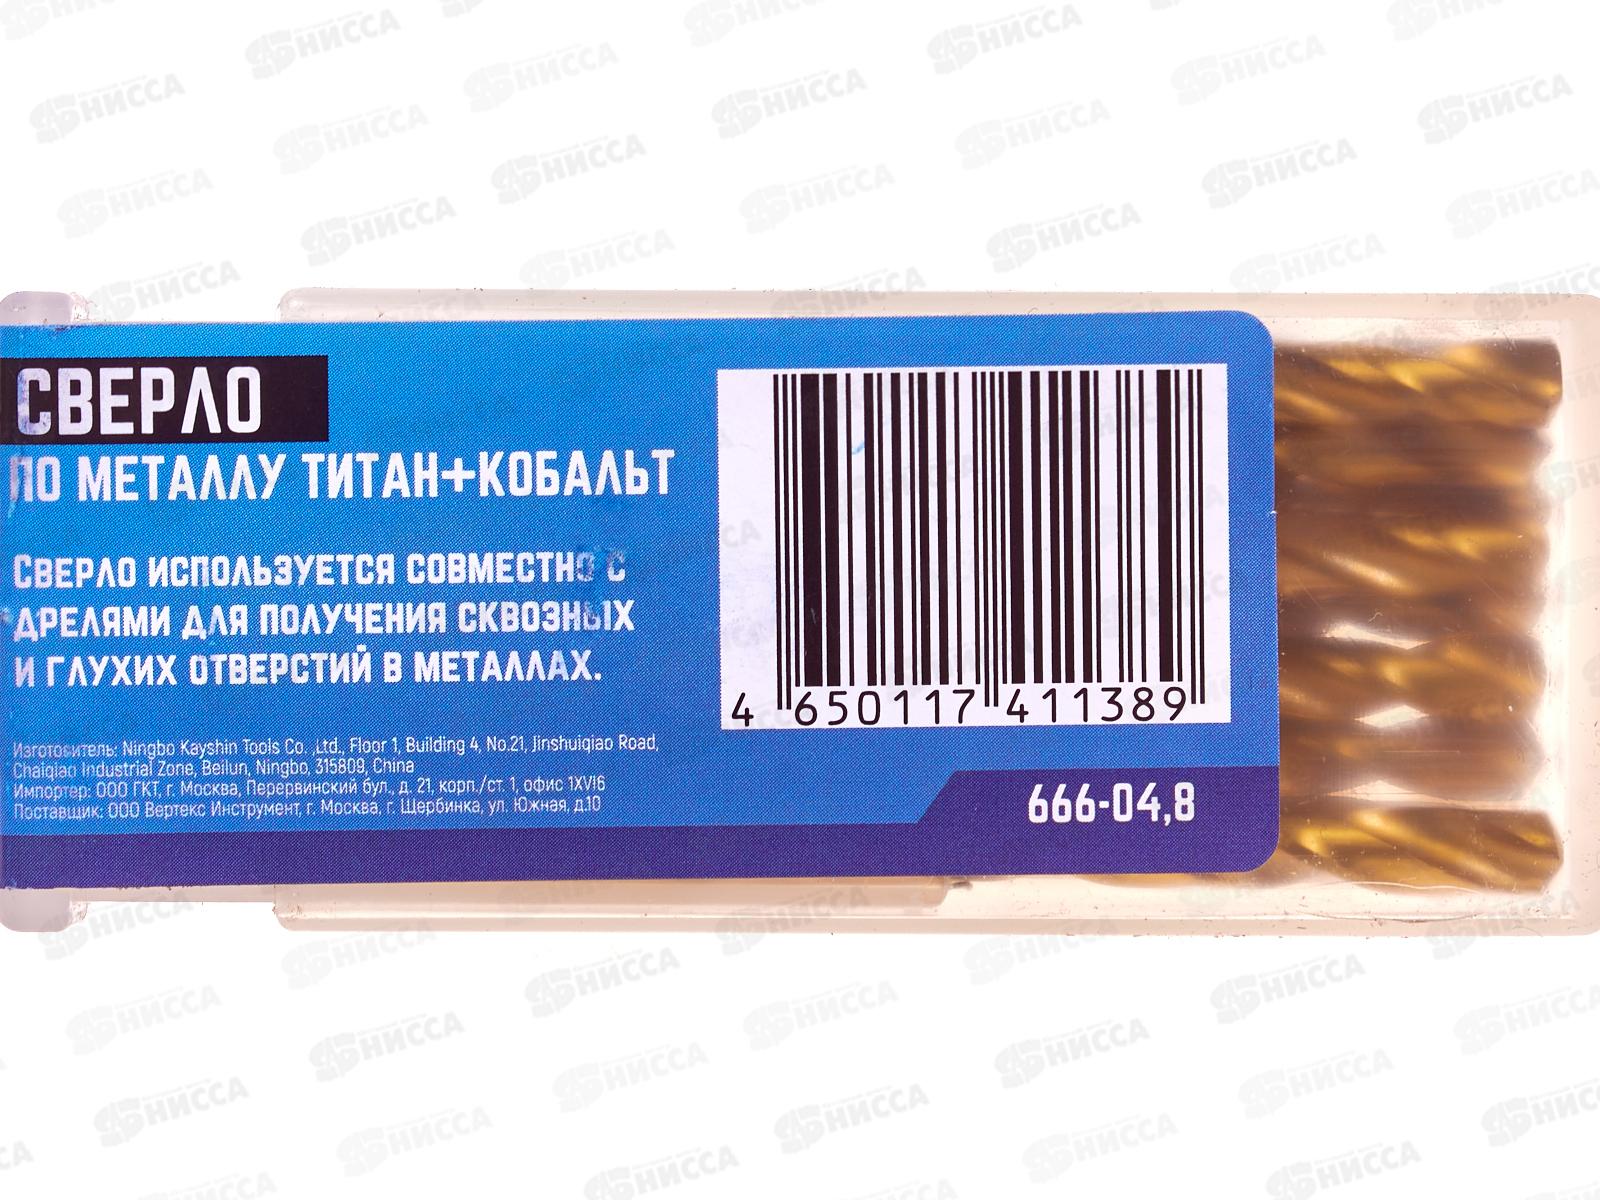 СВЕРЛО
ПО МЕТАЛЛУ ТИТАН+КОБАЛЬТ
СВЕРЛО ИСПОЛЬЗУЕТСЯ СОВМЕСТНО С
ДРЕЛЯМИ ДЛЯ ПОЛУЧЕНИЯ СКВОЗНЫХ
И ГЛУХИХ ОТВЕРСТИЙ В МЕТАЛЛАХ.
Изготовитель: Ningbo Kayshin Tools Co. ,Ltd., Floor 1, Building 4, No.21, Jinshuiqiao Road,
Chaiqiao Industrial Zone, Beilun, Ningbo, 315809, China
Импортер: ООО ГКТ, г. Москва, Перервинский бул., д. 21, корп./ст. 1, офис 1XVI6
Поставщик: ООО Вертекс Инструмент, г. Москва, г. Щербинка, ул. Южная, д.10
4 650117 411389
666-04,8
НИССА